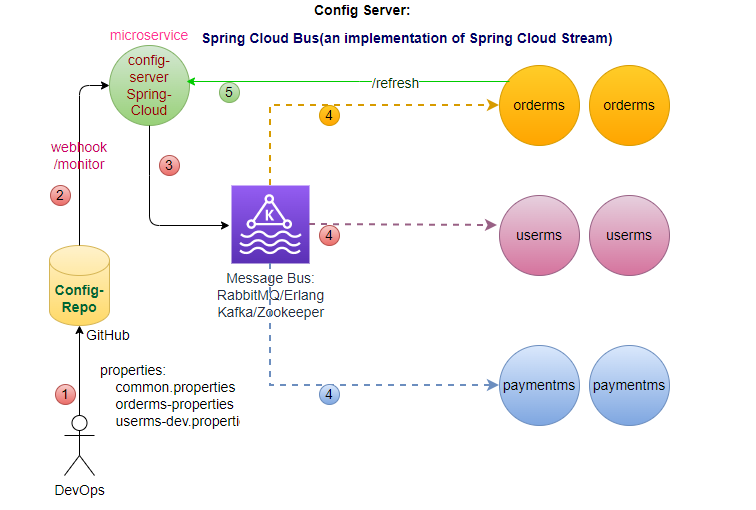 Config Server:
Spring Cloud Bus(an implementation of Spring Cloud Stream)
microservice
config-
server
Spring-
Cloud
5
/refresh
orderms
orderms
4
webhook
/monitor
3
2
K
4
userms
userms
Message Bus:
RabbitMQ/Erlang
Kafka/Zookeeper
Config-
Repo
GitHub
properties:
common.properties
orderms-properties
userms-dev.properti
1
4
paymentms
paymentms
DevOps